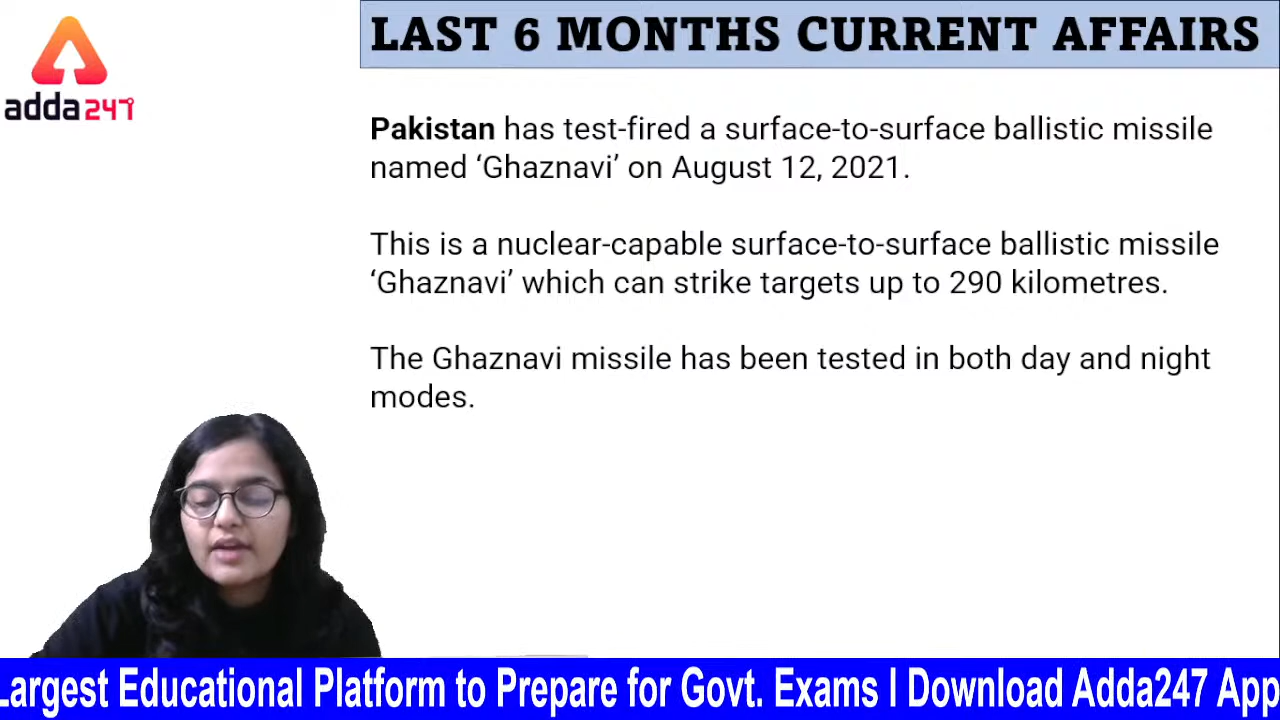 LAST 6 MONTHS CURRENT AFFAIRS
adda247
Pakistan has test-fired a surface-to-surface ballistic missile
named ‘Ghaznavi’ on August 12, 2021.
This is a nuclear-capable surface-to-surface ballistic missile
‘Ghaznavi’ which can strike targets up to 290 kilometres.
The Ghaznavi missile has been tested in both day and night
modes.
Largest Educational Platform to Prepare for Govt. Exams I Download Adda247 App